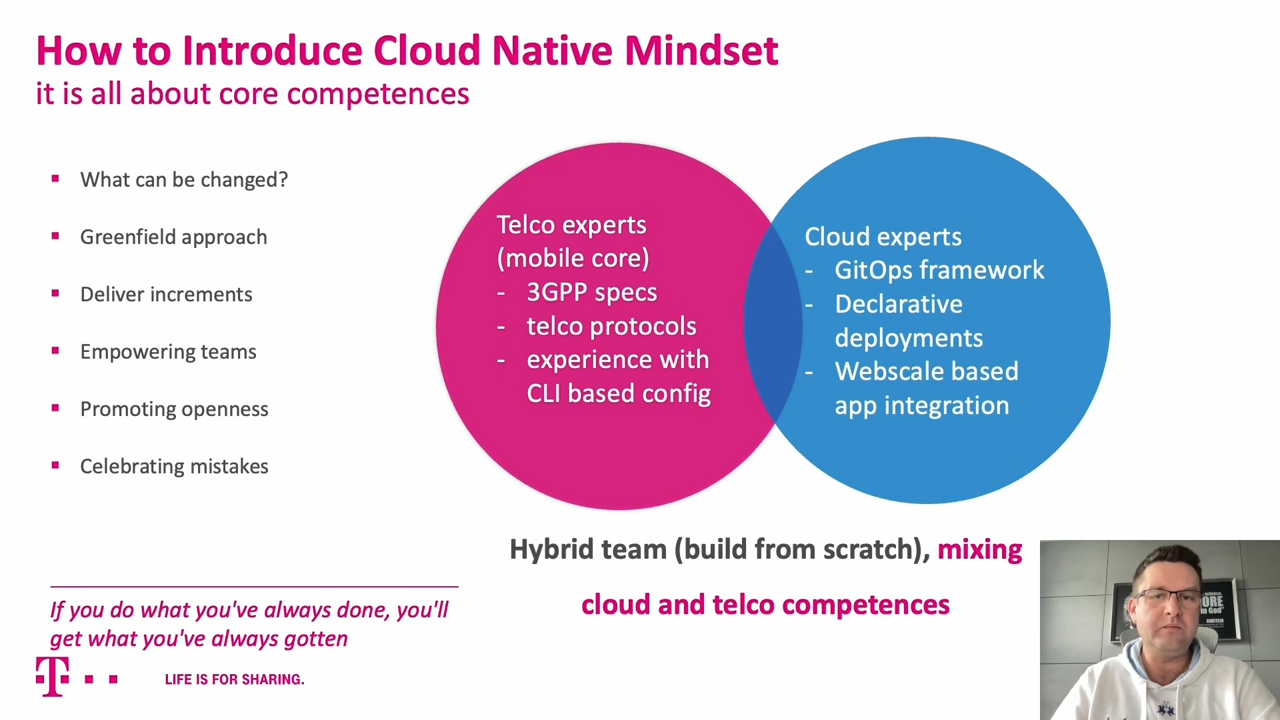 How to Introduce Cloud Native Mindset
it is all about core competences
▪ What can be changed?
▪ Greenfield approach
▪ Deliver increments
▪ Empowering teams
▪ Promoting openness
▪ Celebrating mistakes
Telco experts
(mobile core)
- 3GPP specs
- telco protocols
- experience with
CLI based config
Cloud experts
- GitOps framework
- Declarative
deployments
- Webscale based
app integration
Hybrid team (build from scratch), mixing
cloud and telco competences
If you do what you've always done, you'll
get what you've always gotten
T
LIFE IS FOR SHARING.